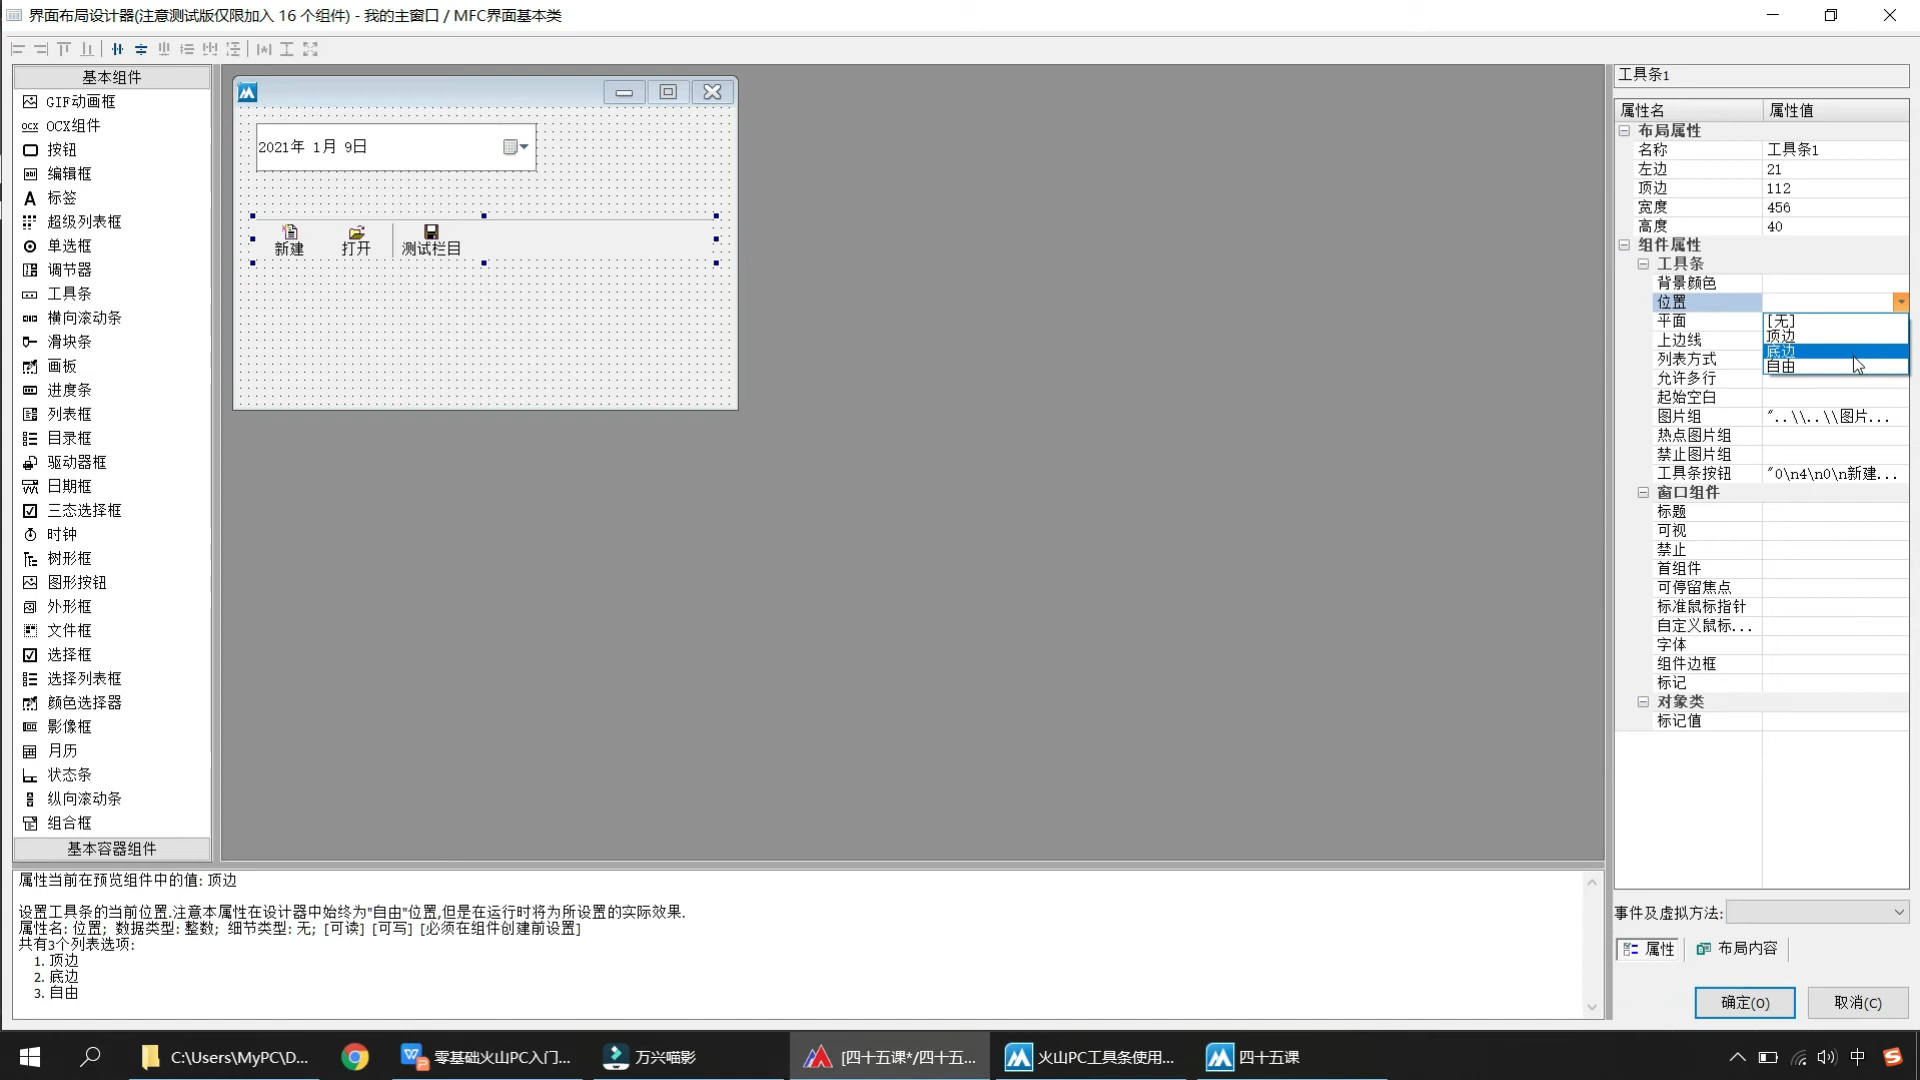 界面布局设计器(注意测试版仅限加入 16 个组件) - 我的主窗口 / MFC界面基本类
基本组件
GIF动画框
OCX组件
按钮
编辑框
标签
超级列表框
单选框
调节器
工具条
横向滚动条
滑块条
画板
进度条
列表框
目录框
驱动器框
日期框
三态选择框
时钟
树形框
图形按钮
外形框
文件框
选择框
选择列表框
颜色选择器
影像框
月历
状态条
纵向滚动条
组合框
基本容器组件
2021年 1月 9日
新建
打开
测试栏目
工具条1
属性名 属性值
布局属性
名称 工具条1
左边 21
顶边 112
宽度 456
高度 40
组件属性
工具条
背景颜色
位置
平面 [无]
上边线 顶边
列表方式 底边
允许多行 自由
起始空白
图片组 "..\\..\\图片...
热点图片组
禁止图片组
工具条按钮 "0\n4\n0\n新建...
窗口组件
标题
可视
禁止
首组件
可停留焦点
标准鼠标指针
自定义鼠标...
字体
组件边框
标记
对象类
标记值
事件及虚拟方法:
属性 布局内容
确定(O) 取消(C)
属性当前在预览组件中的值: 顶边
设置工具条的当前位置.注意本属性在设计器中始终为"自由"位置,但是在运行时将为所设置的实际效果.
属性名: 位置; 数据类型: 整数; 细节类型: 无; [可读] [可写] [必须在组件创建前设置]
共有3个列表选项:
1. 顶边
2. 底边
3. 自由
C:\Users\MyPC\D...
零基础火山PC入门...
万兴喵影
[四十五课*/四十五...
火山PC工具条使用...
四十五课
中